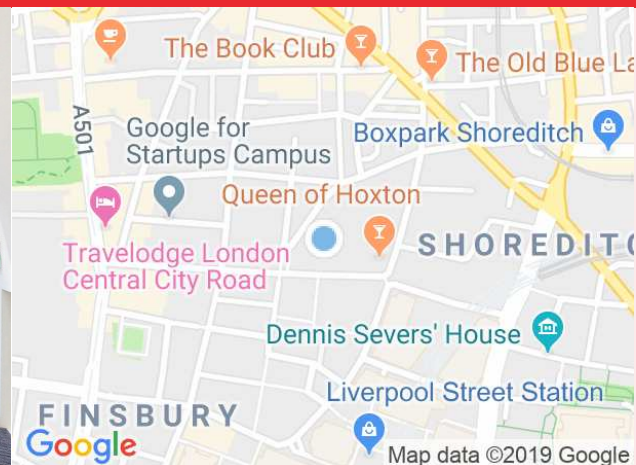 The Book Club
The Old Blue La
A501
Google for
Startups Campus
Boxpark Shoreditch
Queen of Hoxton
SHOREDITC
Travelodge London
Central City Road
Dennis Severs' House
Liverpool Street Station
FINSBURY
Google
Map data ©2019 Google